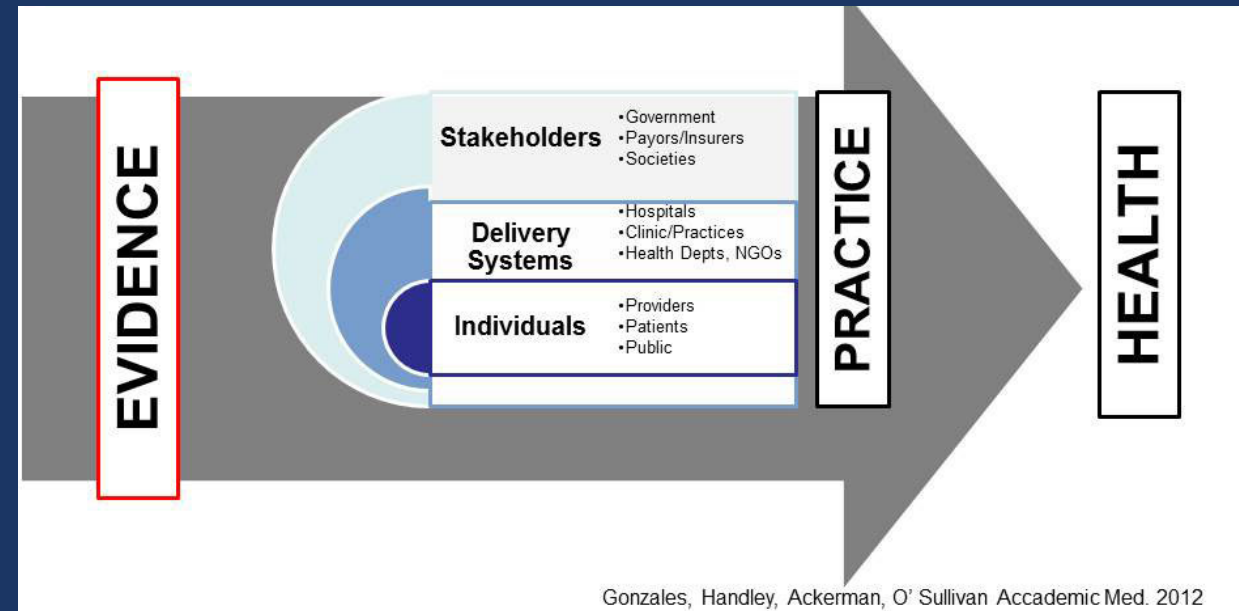 EVIDENCE
Stakeholders
•Government
•Payors/Insurers
•Societies
Delivery
Systems
•Hospitals
•Clinic/Practices
•Health Depts, NGOs
Individuals
•Providers
•Patients
•Public
PRACTICE
HEALTH
Gonzales, Handley, Ackerman, O' Sullivan Accademic Med. 2012